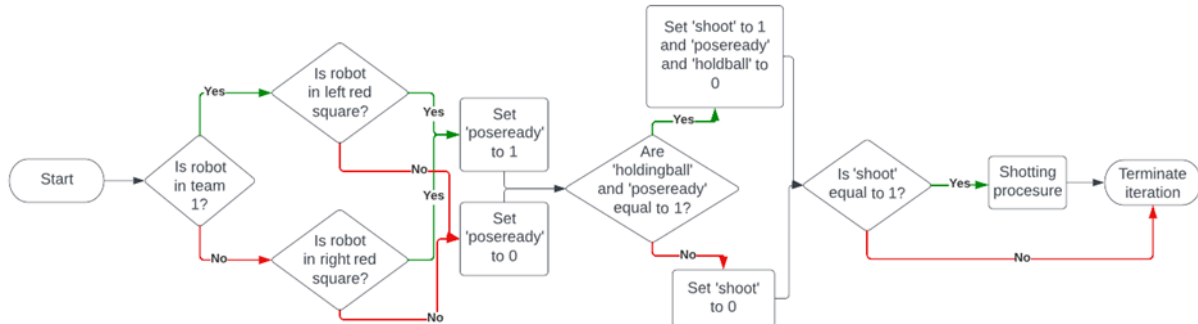 Start
Is robot
in team
1?
Yes
No
Is robot
in left red
square?
Yes
No
Is robot
in right red
square?
Yes
No
Set
'poseready'
to 1
Set
'poseready'
to 0
Are
'holdingball'
and 'poseready'
equal to 1?
Yes
No
Set 'shoot' to 1
and 'poseready'
and 'holdball' to
0
Set 'shoot'
to 0
Is 'shoot'
equal to 1?
Yes
No
Shotting
procesure
Terminate
iteration